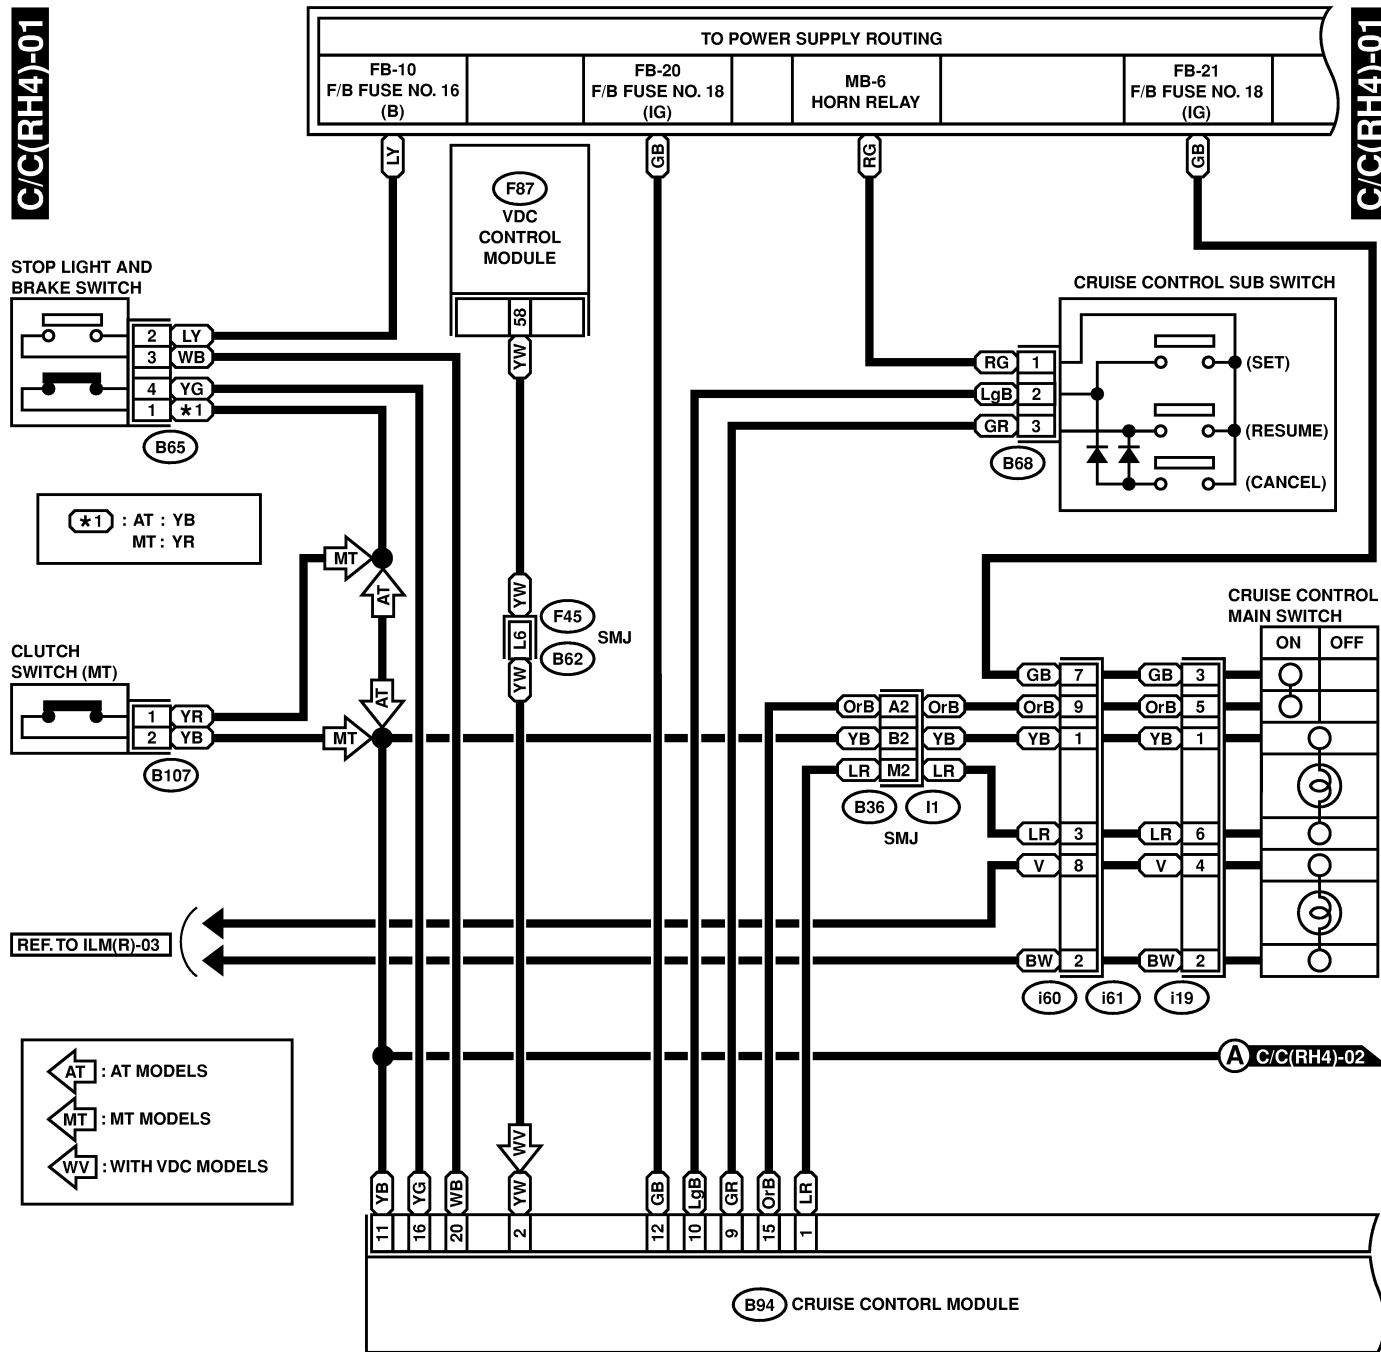 C/C(RH4)-01
C/C(RH4)-01
TO POWER SUPPLY ROUTING
FB-10
F/B FUSE NO. 16
(B)
FB-20
F/B FUSE NO. 18
(IG)
MB-6
HORN RELAY
FB-21
F/B FUSE NO. 18
(IG)
LY
GB
RG
GB
F87
VDC
CONTROL
MODULE
58
YW
STOP LIGHT AND
BRAKE SWITCH
2 LY
3 WB
4 YG
1 *1
B65
*1 : AT : YB
MT : YR
CRUISE CONTROL SUB SWITCH
RG 1
LgB 2
GR 3
B68
(SET)
(RESUME)
(CANCEL)
MT
AT
AT
MT
YW
L6
YW
F45
B62
SMJ
CLUTCH
SWITCH (MT)
1 YR
2 YB
B107
CRUISE CONTROL
MAIN SWITCH
ON OFF
OrB A2 OrB
YB B2 YB
LR M2 LR
B36 I1
SMJ
GB 7 GB 3
OrB 9 OrB 5
YB 1 YB 1
LR 3 LR 6
V 8 V 4
BW 2 BW 2
i60 i61 i19
REF. TO ILM(R)-03
A C/C(RH4)-02
AT : AT MODELS
MT : MT MODELS
WV : WITH VDC MODELS
WV
YB YG WB YW GB LgB GR OrB LR
11 16 20 2 12 10 9 15 1
B94 CRUISE CONTORL MODULE